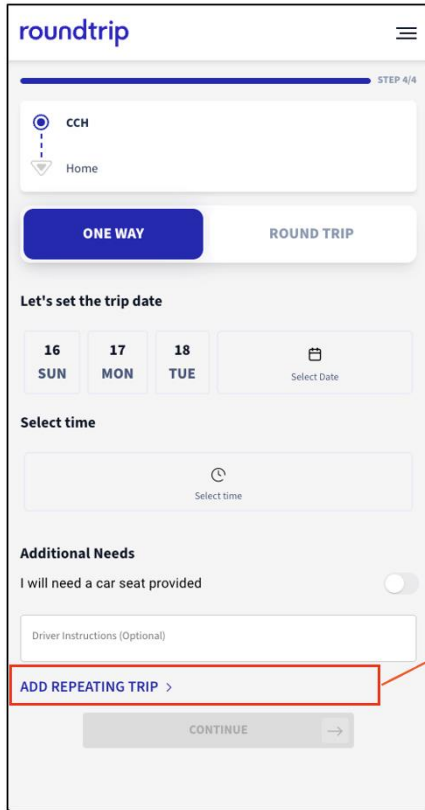 roundtrip
STEP 4/4
CCH
Home
ONE WAY ROUND TRIP
Let's set the trip date
16 17 18
SUN MON TUE Select Date
Select time
Select time
Additional Needs
I will need a car seat provided
Driver Instructions (Optional)
ADD REPEATING TRIP >
CONTINUE →